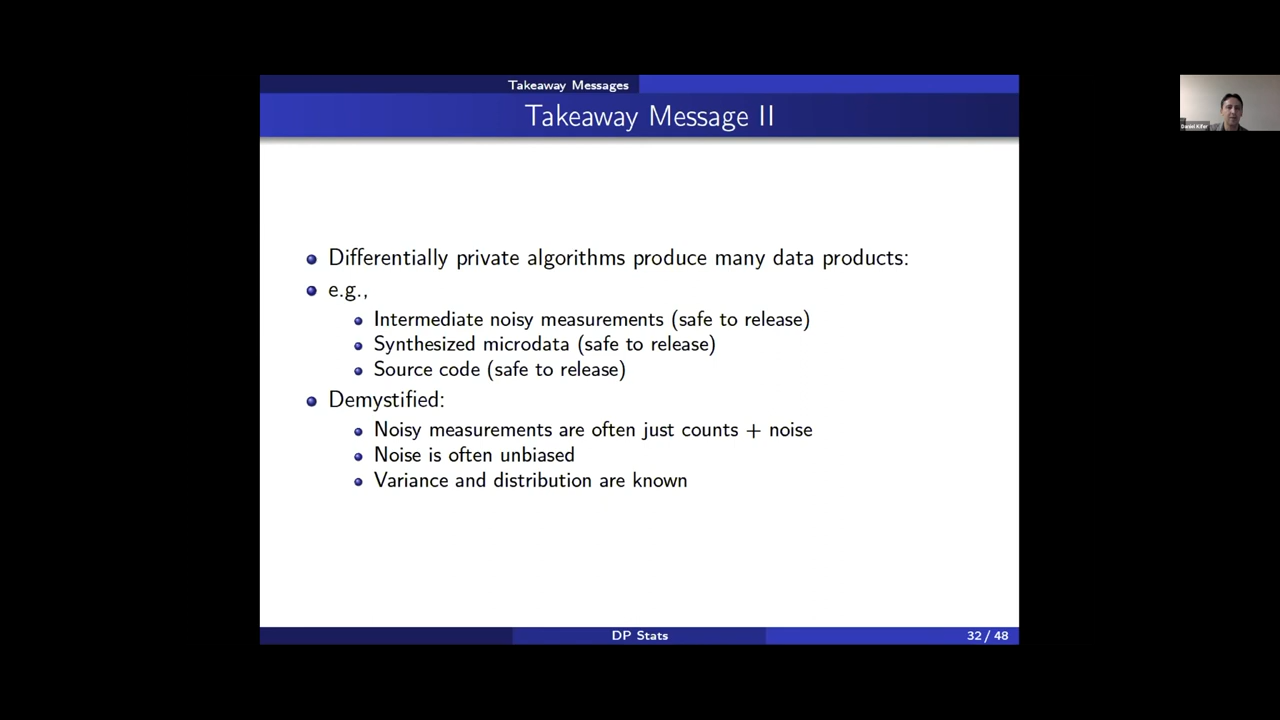 Takeaway Messages
Takeaway Message II
Daniel Kifer
Differentially private algorithms produce many data products:
e.g.,
Intermediate noisy measurements (safe to release)
Synthesized microdata (safe to release)
Source code (safe to release)
Demystified:
Noisy measurements are often just counts + noise
Noise is often unbiased
Variance and distribution are known
DP Stats
32 / 48